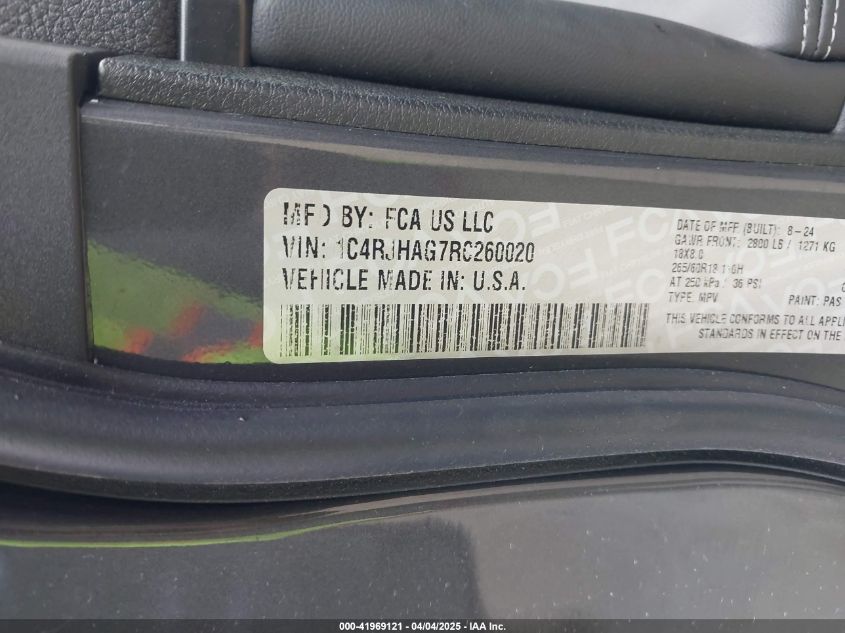 MFD BY: FCA US LLC
VIN: 1C4RJHAG7RC260020
VEHICLE MADE IN: U.S.A.
DATE OF MFR (BUILT): 8-24
GAWR FRONT: 2800 LB / 1271 KG
18X8.0
265/60R18 110H
AT 250 kPa / 36 PSI
TYPE: MPV PAINT: PAS
THIS VEHICLE CONFORMS TO ALL APPLI
STANDARDS IN EFFECT ON THE
000-41969121 - 04/04/2025 - IAA Inc.